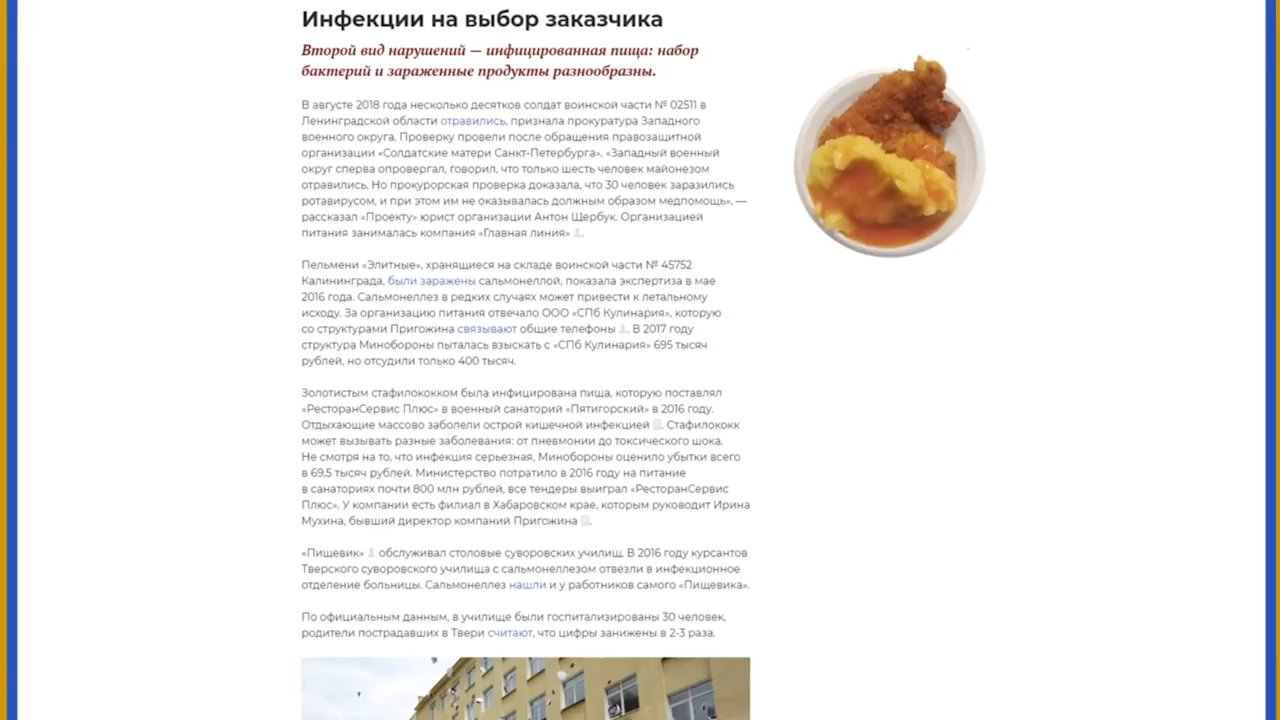 Инфекции на выбор заказчика
Второй вид нарушений — инфицированная пища: набор
бактерий и зараженные продукты разнообразны.
В августе 2018 года несколько десятков солдат воинской части № 02511 в
Ленинградской области отравились, признала прокуратура Западного
военного округа. Проверку провели после обращения правозащитной
организации «Солдатские матери Санкт-Петербурга». «Западный военный
округ сперва опровергал, говорил, что только шесть человек майонезом
отравились. Но прокурорская проверка доказала, что 30 человек заразились
ротавирусом, и при этом им не оказывалась должным образом медпомощь», —
рассказал «Проекту» юрист организации Антон Щербук. Организацией
питания занималась компания «Главная линия» .
Пельмени «Элитные», хранящиеся на складе воинской части № 45752
Калининграда, были заражены сальмонеллой, показала экспертиза в мае
2016 года. Сальмонеллез в редких случаях может привести к летальному
исходу. За организацию питания отвечало ООО «СПб Кулинария», которую
со структурами Пригожина связывают общие телефоны . В 2017 году
структура Минобороны пыталась взыскать с «СПб Кулинария» 695 тысяч
рублей, но отсудили только 400 тысяч.
Золотистым стафилококком была инфицирована пища, которую поставлял
«РесторанСервис Плюс» в военный санаторий «Пятигорский» в 2016 году.
Отдыхающие массово заболели острой кишечной инфекцией . Стафилококк
может вызывать разные заболевания: от пневмонии до токсического шока.
Не смотря на то, что инфекция серьезная, Минобороны оценило убытки всего
в 69,5 тысяч рублей. Министерство потратило в 2016 году на питание
в санаториях почти 800 млн рублей, все тендеры выиграл «РесторанСервис
Плюс». У компании есть филиал в Хабаровском крае, которым руководит Ирина
Мухина, бывший директор компаний Пригожина .
«Пищевик» обслуживал столовые суворовских училищ. В 2016 году курсантов
Тверского суворовского училища с сальмонеллезом отвезли в инфекционное
отделение больницы. Сальмонеллез нашли и у работников самого «Пищевика».
По официальным данным, в училище были госпитализированы 30 человек,
родители пострадавших в Твери считают, что цифры занижены в 2-3 раза.